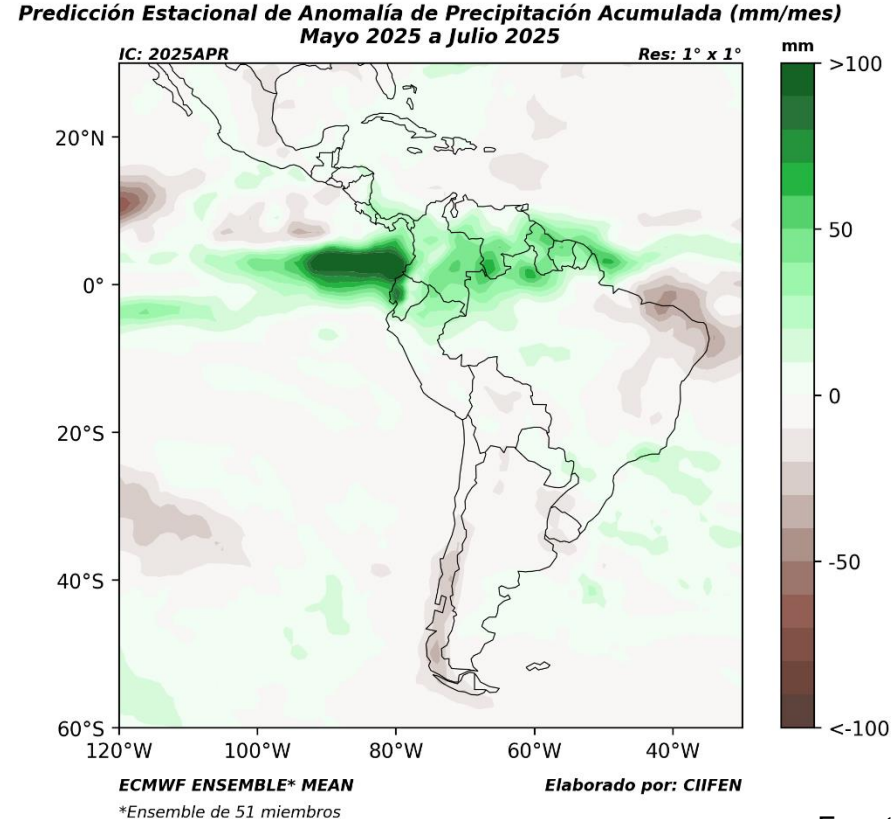 Predicción Estacional de Anomalía de Precipitación Acumulada (mm/mes)
Mayo 2025 a Julio 2025
IC: 2025APR
Res: 1° x 1°
mm
>100
50
0
-50
<-100
20°N
0°
20°S
40°S
60°S
120°W
100°W
80°W
60°W
40°W
ECMWF ENSEMBLE* MEAN
Elaborado por: CIIFEN
*Ensemble de 51 miembros